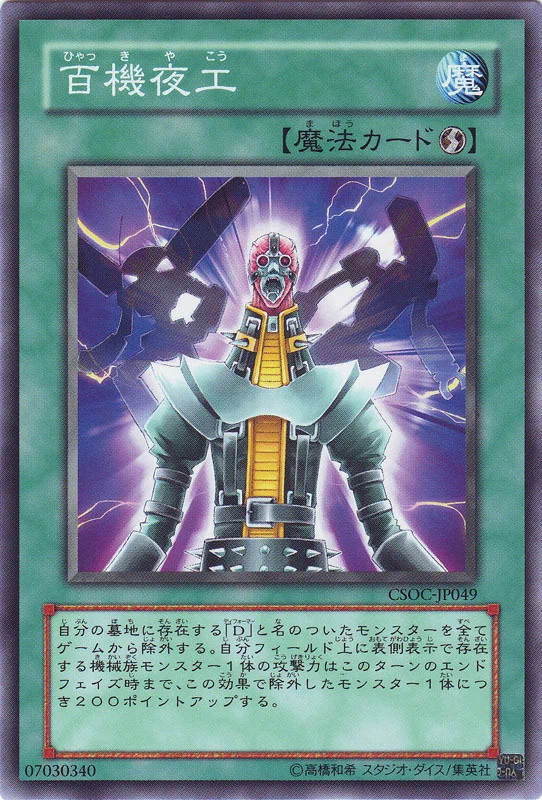 ひゃっ き や こう
百機夜工
魔
ま ほう
【魔法カード】
CSOC-JP049
自分の墓地に存在する「D」と名のついたモンスターを全て
ゲームから除外する。自分フィールド上に表側表示で存在
する機械族モンスター1体の攻撃力はこのターンのエンド
フェイズ時まで、この効果で除外したモンスター1体につ
き200ポイントアップする。
07030340
©高橋和希 スタジオ・ダイス/集英社